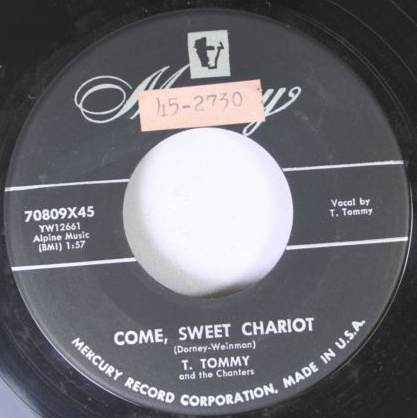 Mercury
45-2730
70809X45
YW12661
Alpine Music
(BMI) 1:57
Vocal by
T. Tommy
COME, SWEET CHARIOT
(Dorney-Weinman)
T. TOMMY
and the Chanters
MERCURY RECORD CORPORATION, MADE IN U.S.A.